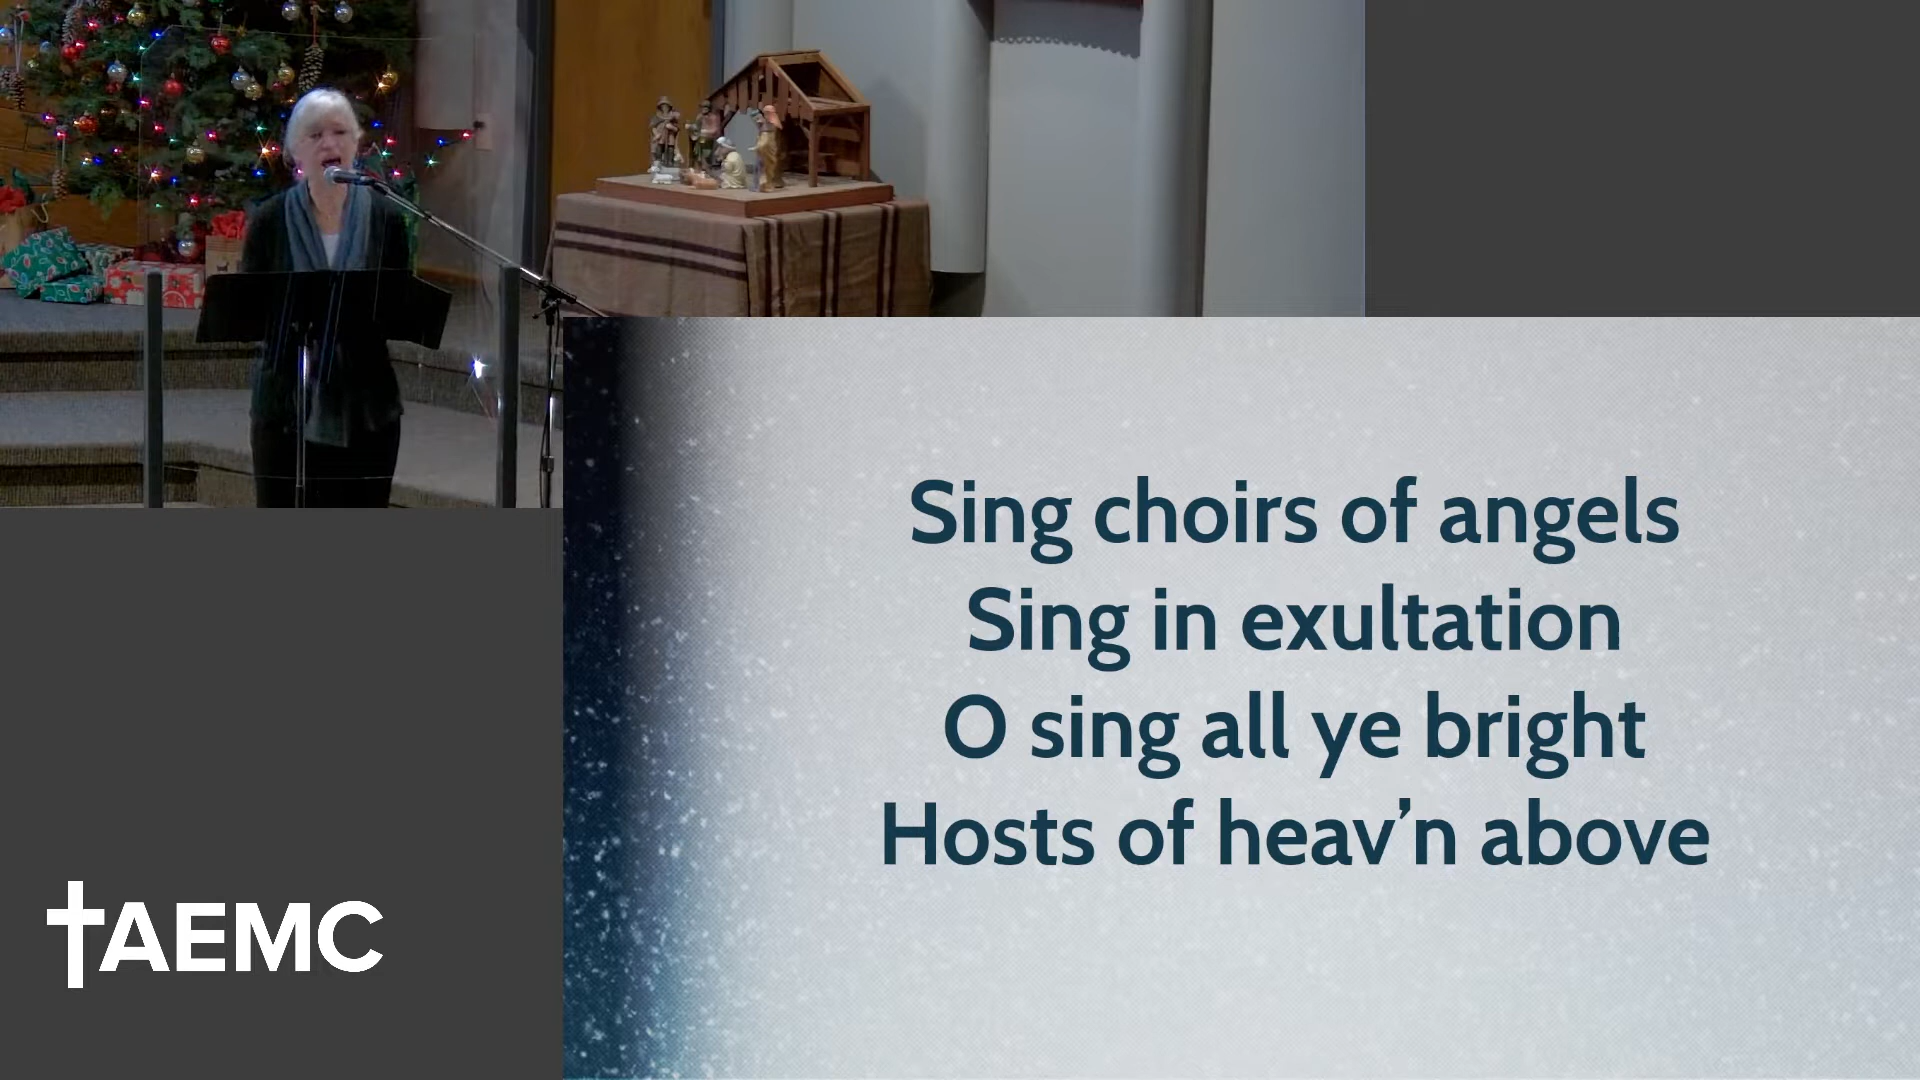 Sing choirs of angels
Sing in exultation
O sing all ye bright
Hosts of heav’n above
AEMC